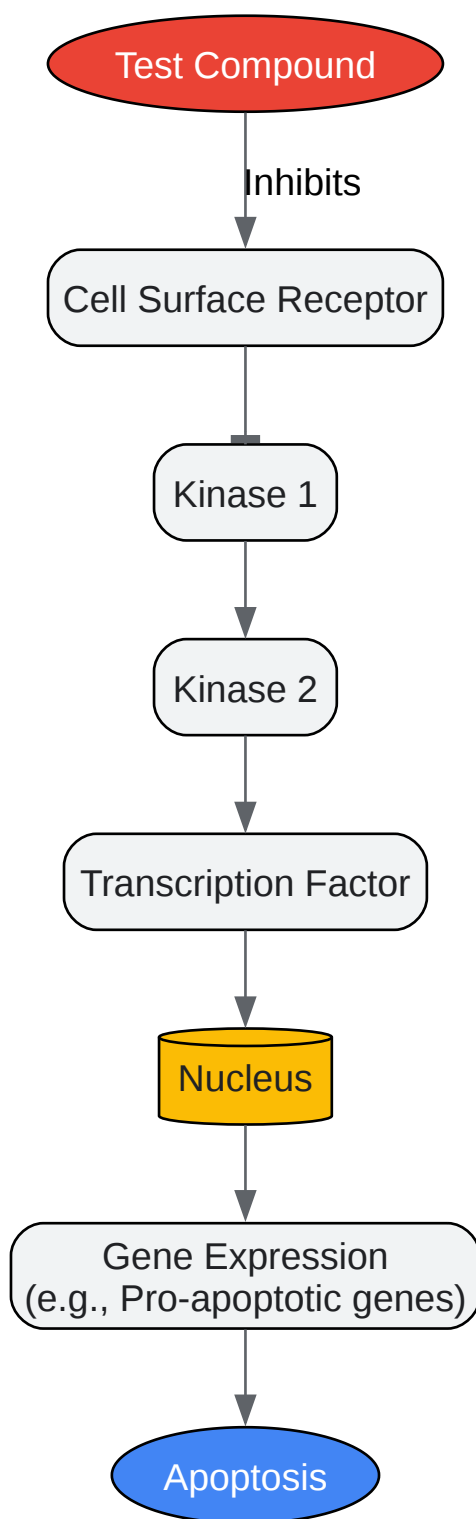 Test Compound
Inhibits
Cell Surface Receptor
Kinase 1
Kinase 2
Transcription Factor
Nucleus
Gene Expression
(e.g., Pro-apoptotic genes)
Apoptosis